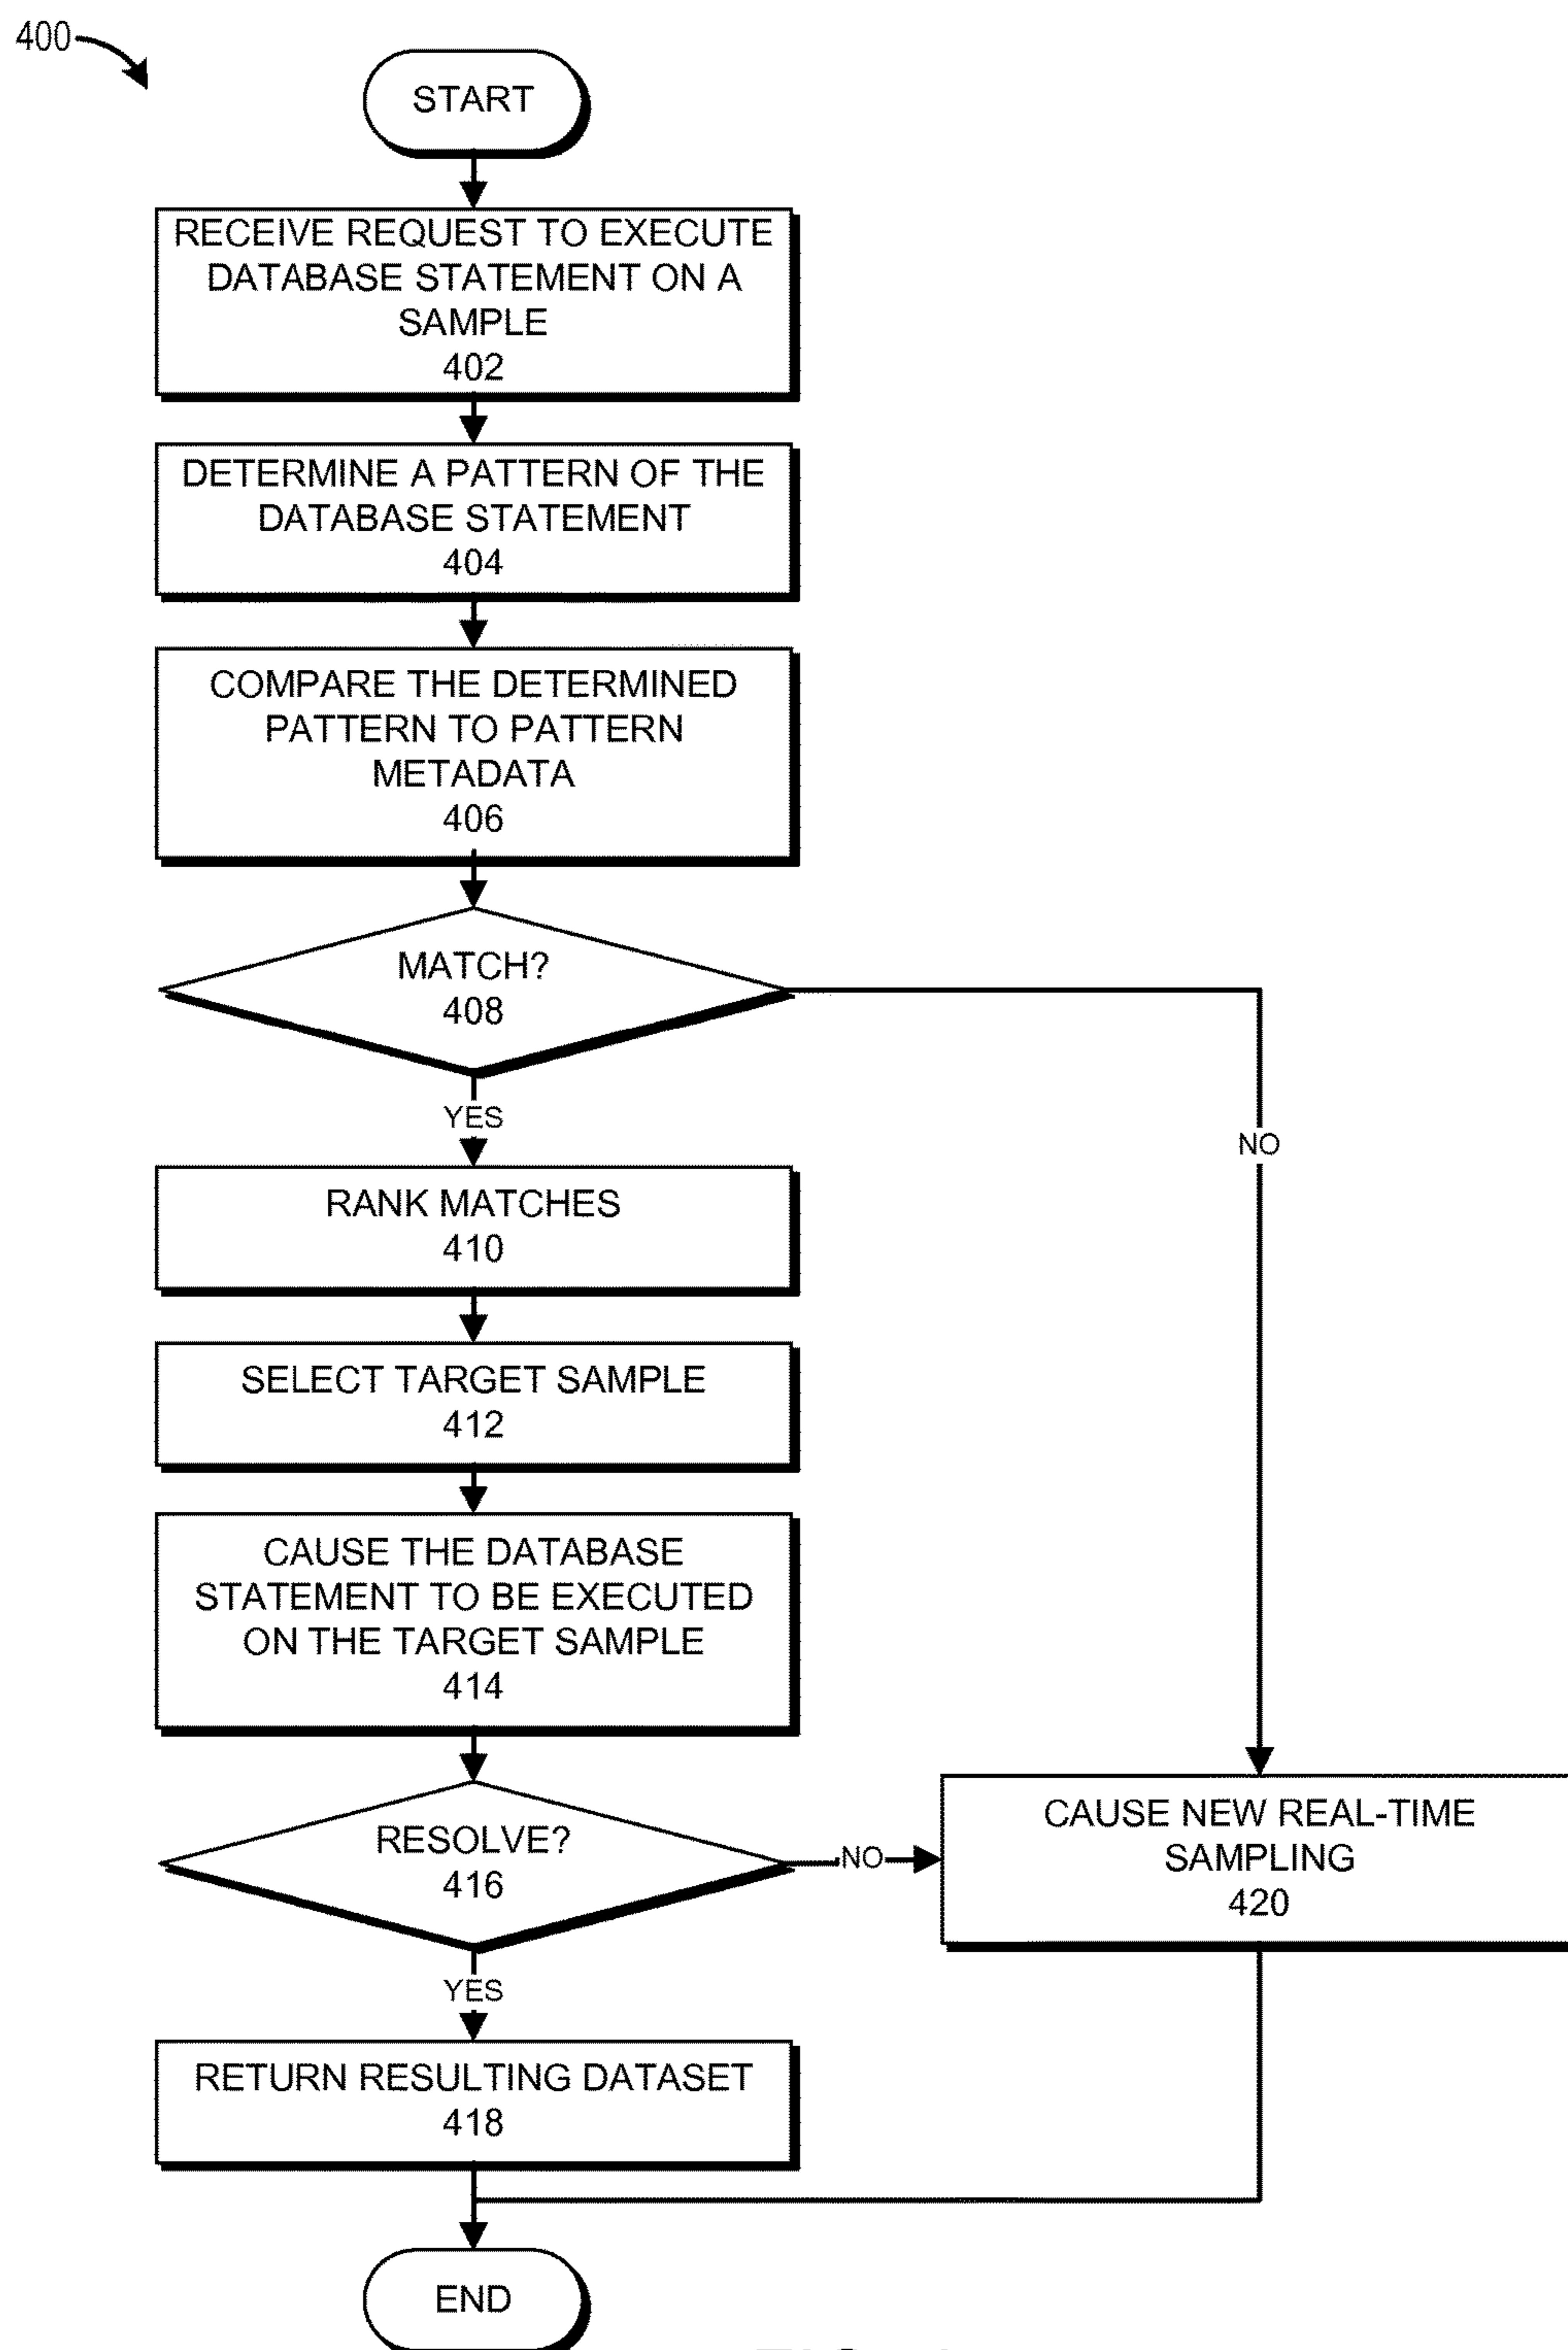 400
START
RECEIVE REQUEST TO EXECUTE
DATABASE STATEMENT ON A
SAMPLE
402
DETERMINE A PATTERN OF THE
DATABASE STATEMENT
404
COMPARE THE DETERMINED
PATTERN TO PATTERN
METADATA
406
MATCH?
408
YES
NO
RANK MATCHES
410
SELECT TARGET SAMPLE
412
CAUSE THE DATABASE
STATEMENT TO BE EXECUTED
ON THE TARGET SAMPLE
414
RESOLVE?
416
NO
CAUSE NEW REAL-TIME
SAMPLING
420
YES
RETURN RESULTING DATASET
418
END